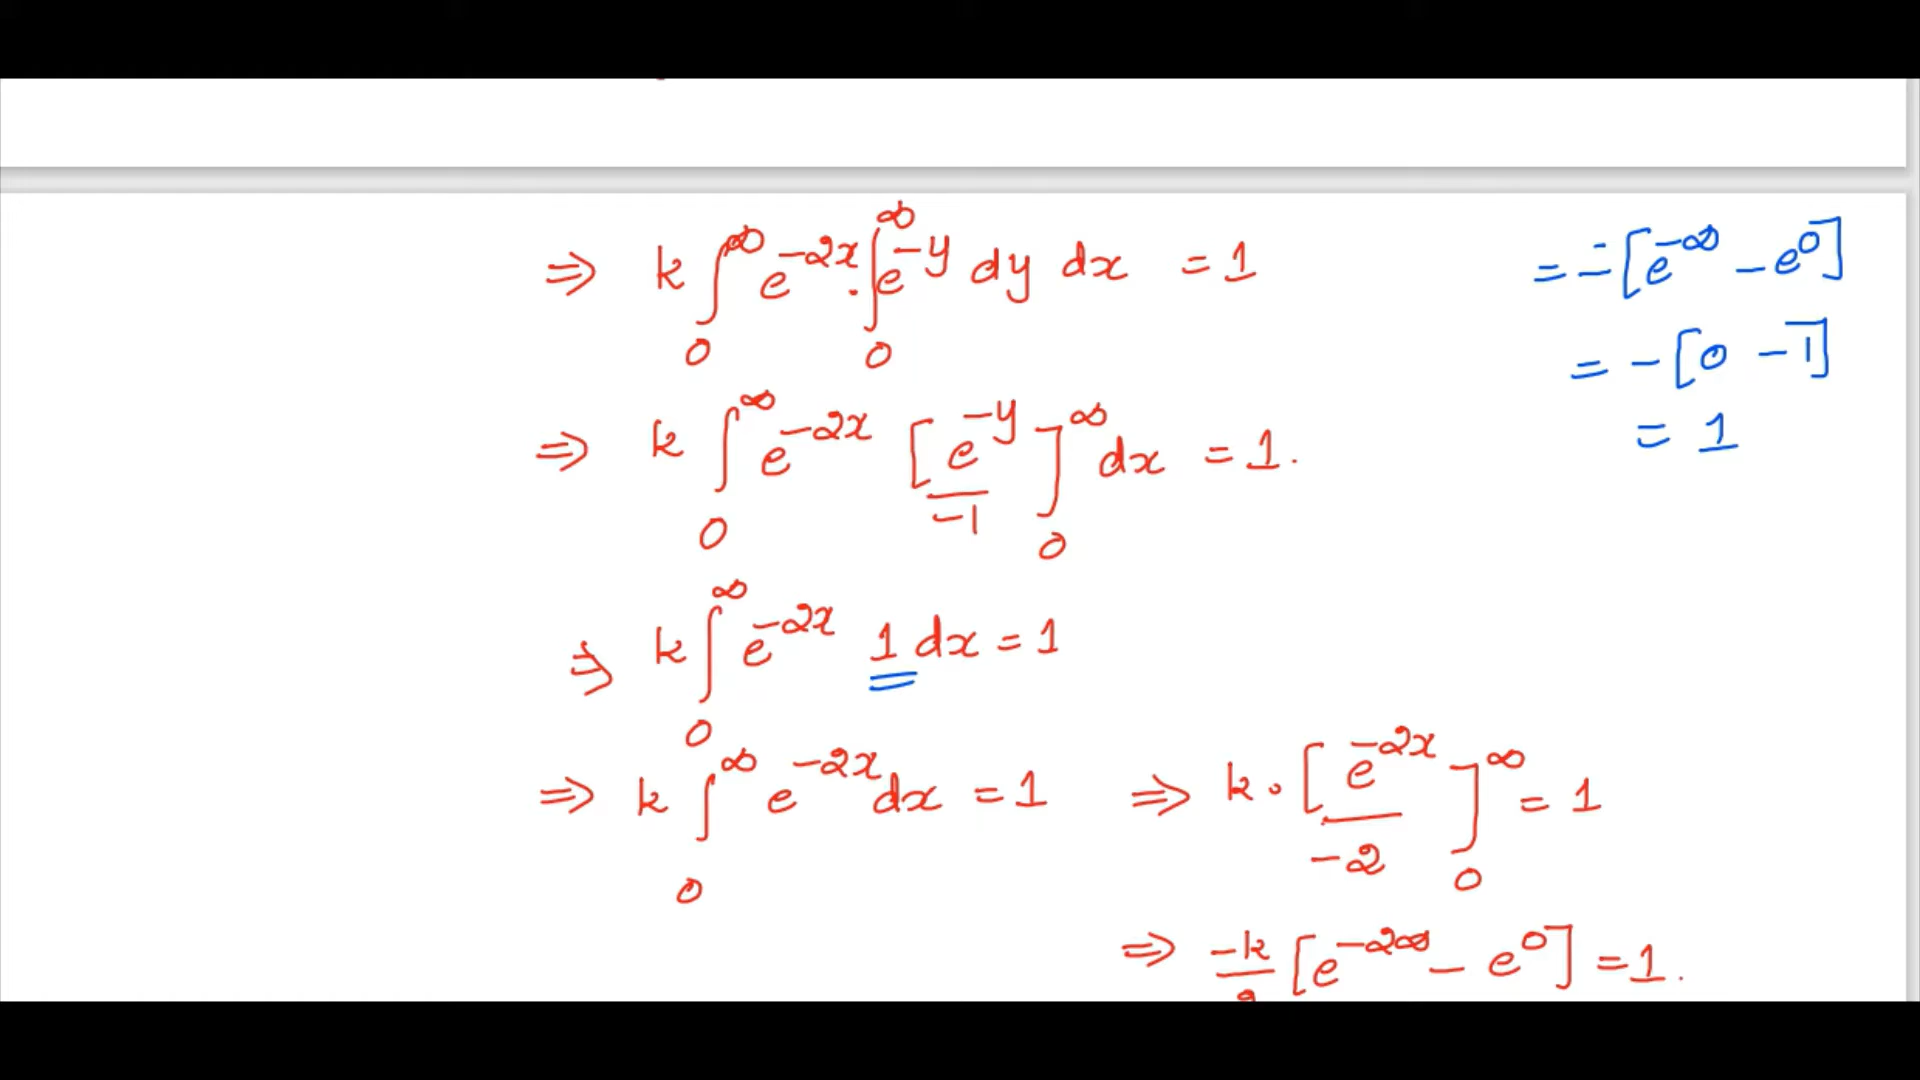 ⇒ k ∫₀^∞ e^{-2x} . ∫₀^∞ e^{-y} dy dx = 1
⇒ k ∫₀^∞ e^{-2x} [e^{-y}/-1]₀^∞ dx = 1.
⇒ k ∫₀^∞ e^{-2x} 1 dx = 1
⇒ k ∫₀^∞ e^{-2x} dx = 1 ⇒ k . [e^{-2x}/-2]₀^∞ = 1
⇒ -k/2 [e^{-2∞} - e^0] = 1.
= - [e^{-∞} - e^0]
= - [0 - 1]
= 1